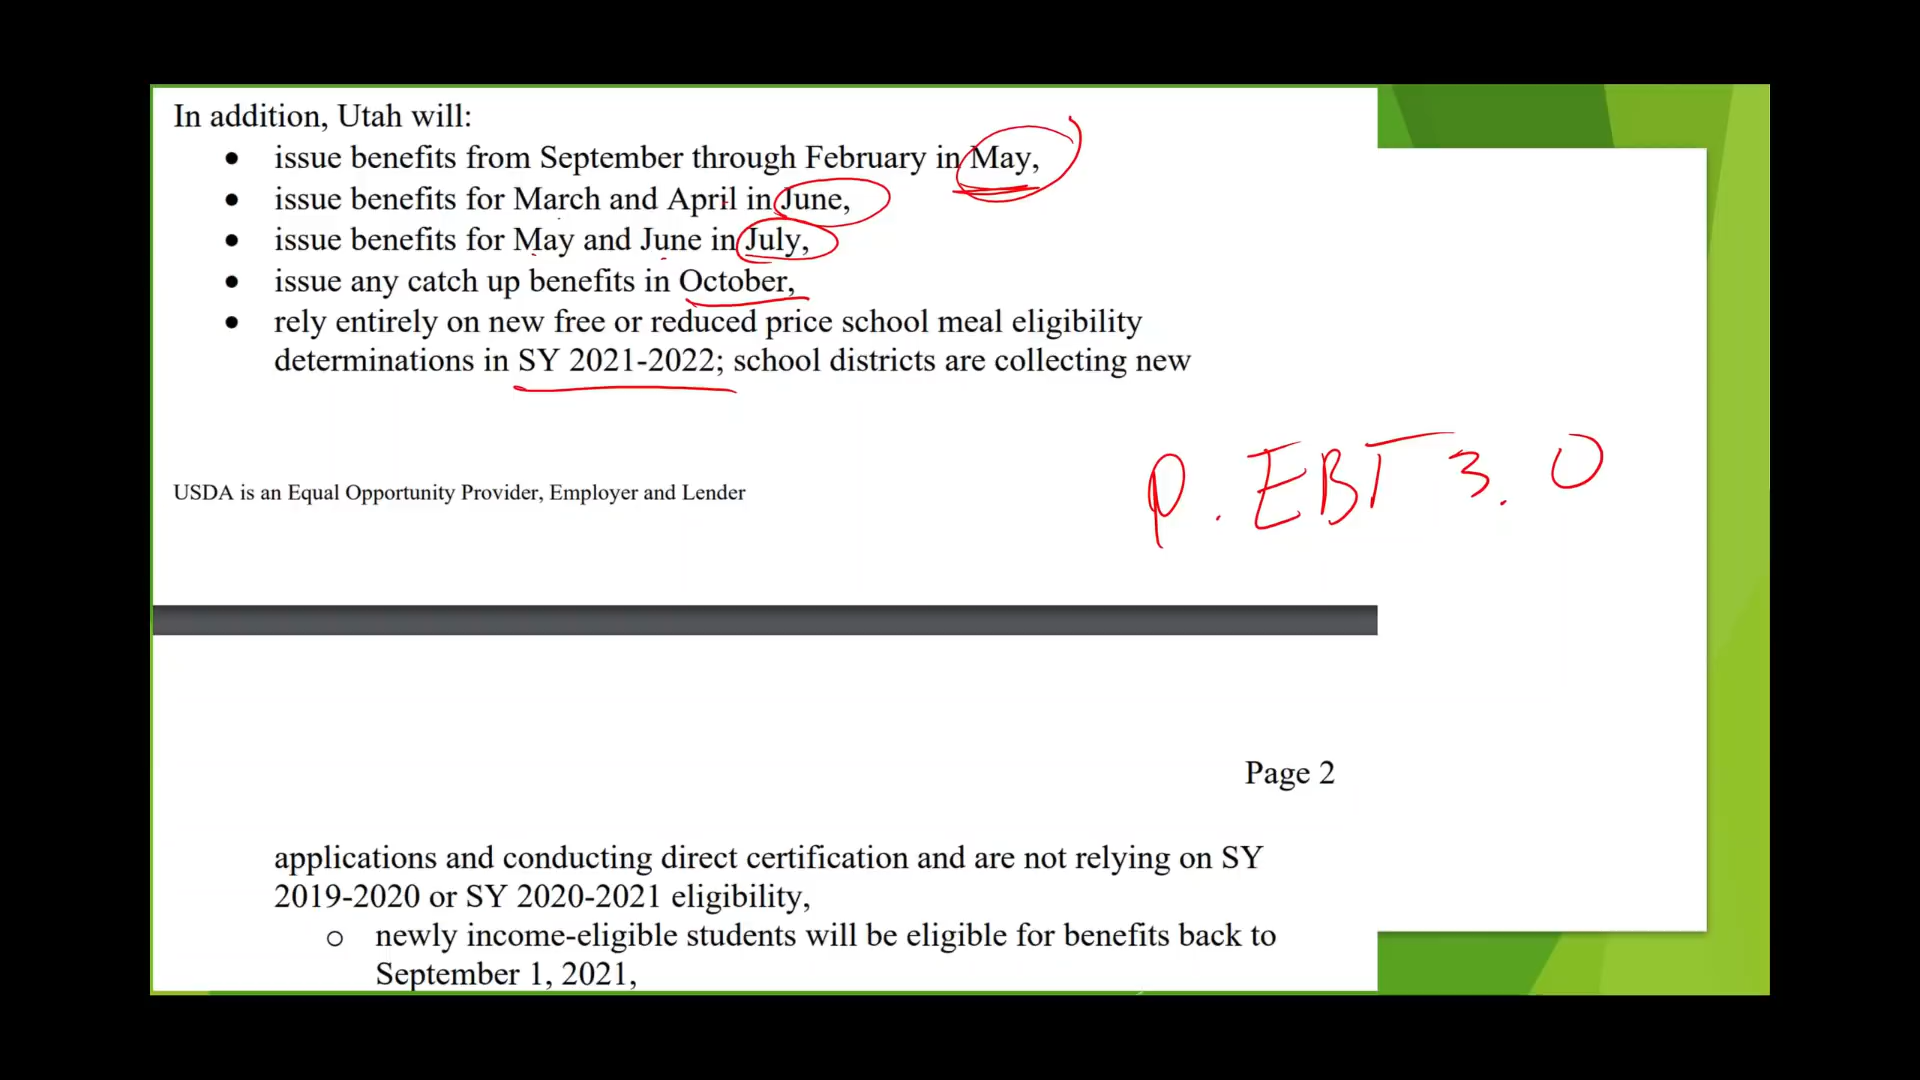 In addition, Utah will:
• issue benefits from September through February in May,
• issue benefits for March and April in June,
• issue benefits for May and June in July,
• issue any catch up benefits in October,
• rely entirely on new free or reduced price school meal eligibility
determinations in SY 2021-2022; school districts are collecting new
P. EBT 3.0
USDA is an Equal Opportunity Provider, Employer and Lender
Page 2
applications and conducting direct certification and are not relying on SY
2019-2020 or SY 2020-2021 eligibility,
o newly income-eligible students will be eligible for benefits back to
September 1, 2021,